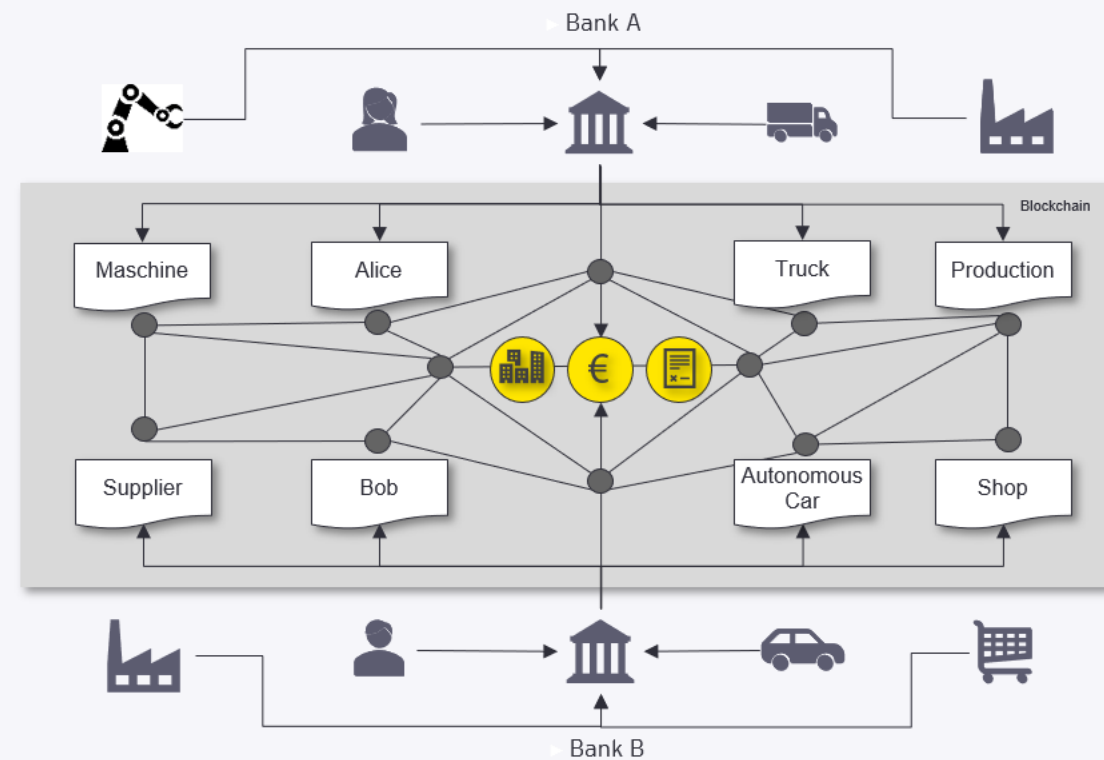 Bank A
Blockchain
Maschine
Alice
Truck
Production
€
Supplier
Bob
Autonomous
Car
Shop
Bank B